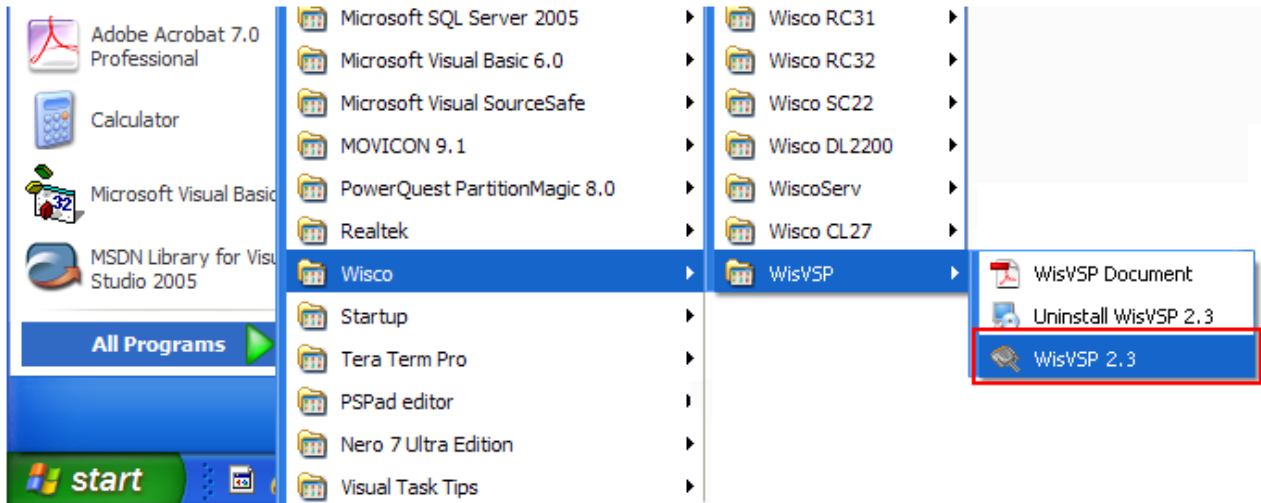 Adobe Acrobat 7.0
Professional
Calculator
Microsoft Visual Basic
MSDN Library for Visu
Studio 2005
All Programs
start
Microsoft SQL Server 2005
Microsoft Visual Basic 6.0
Microsoft Visual SourceSafe
MOVICON 9.1
PowerQuest PartitionMagic 8.0
Realtek
Wisco
Startup
Tera Term Pro
PSPad editor
Nero 7 Ultra Edition
Visual Task Tips
Wisco RC31
Wisco RC32
Wisco SC22
Wisco DL2200
WiscoServ
Wisco CL27
WisVSP
WisVSP Document
Uninstall WisVSP 2.3
WisVSP 2.3